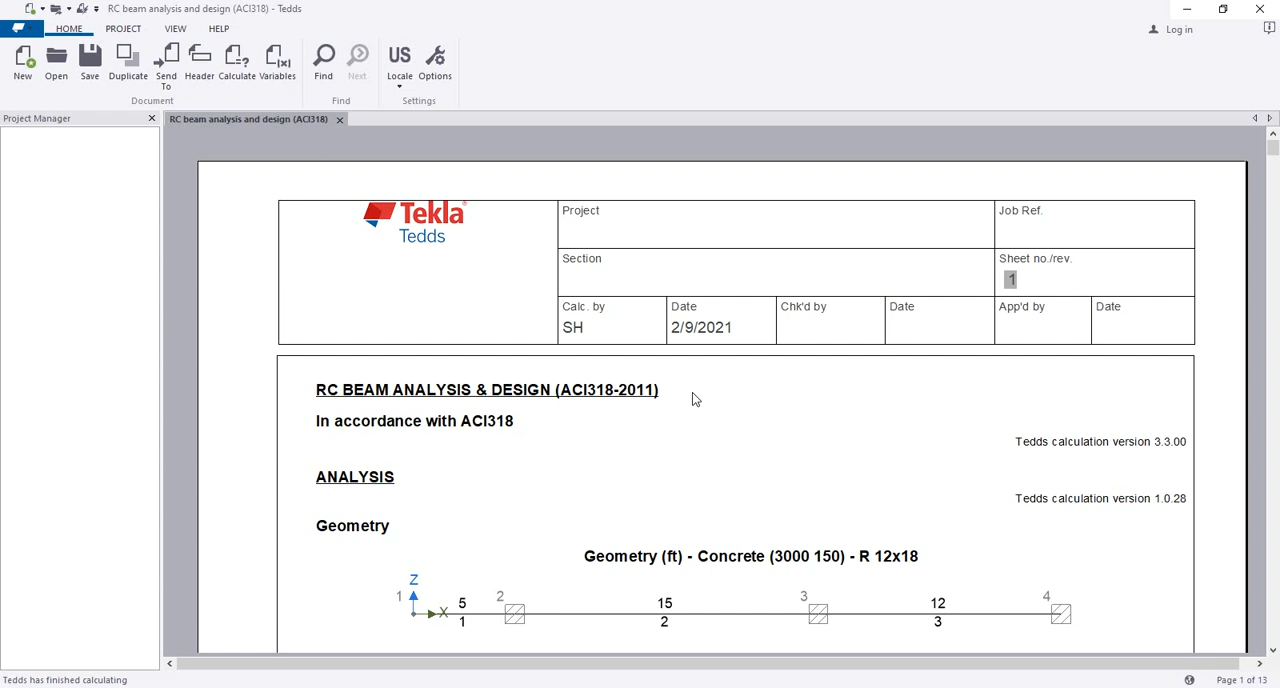 RC beam analysis and design (ACI318) - Tedds
HOME PROJECT VIEW HELP
Log in
New Open Save Duplicate Send To Header Calculate Variables Find Next Locale Options
US
Document Find Settings
Project Manager
RC beam analysis and design (ACI318)
Tekla
Tedds
Project
Job Ref.
Section
Sheet no./rev.
1
Calc. by Date Chk'd by Date App'd by Date
SH 2/9/2021
RC BEAM ANALYSIS & DESIGN (ACI318-2011)
In accordance with ACI318
Tedds calculation version 3.3.00
ANALYSIS
Tedds calculation version 1.0.28
Geometry
Geometry (ft) - Concrete (3000 150) - R 12x18
Z
1 5 2 15 3 12 4
X
1 2 3
Tedds has finished calculating
Page 1 of 13